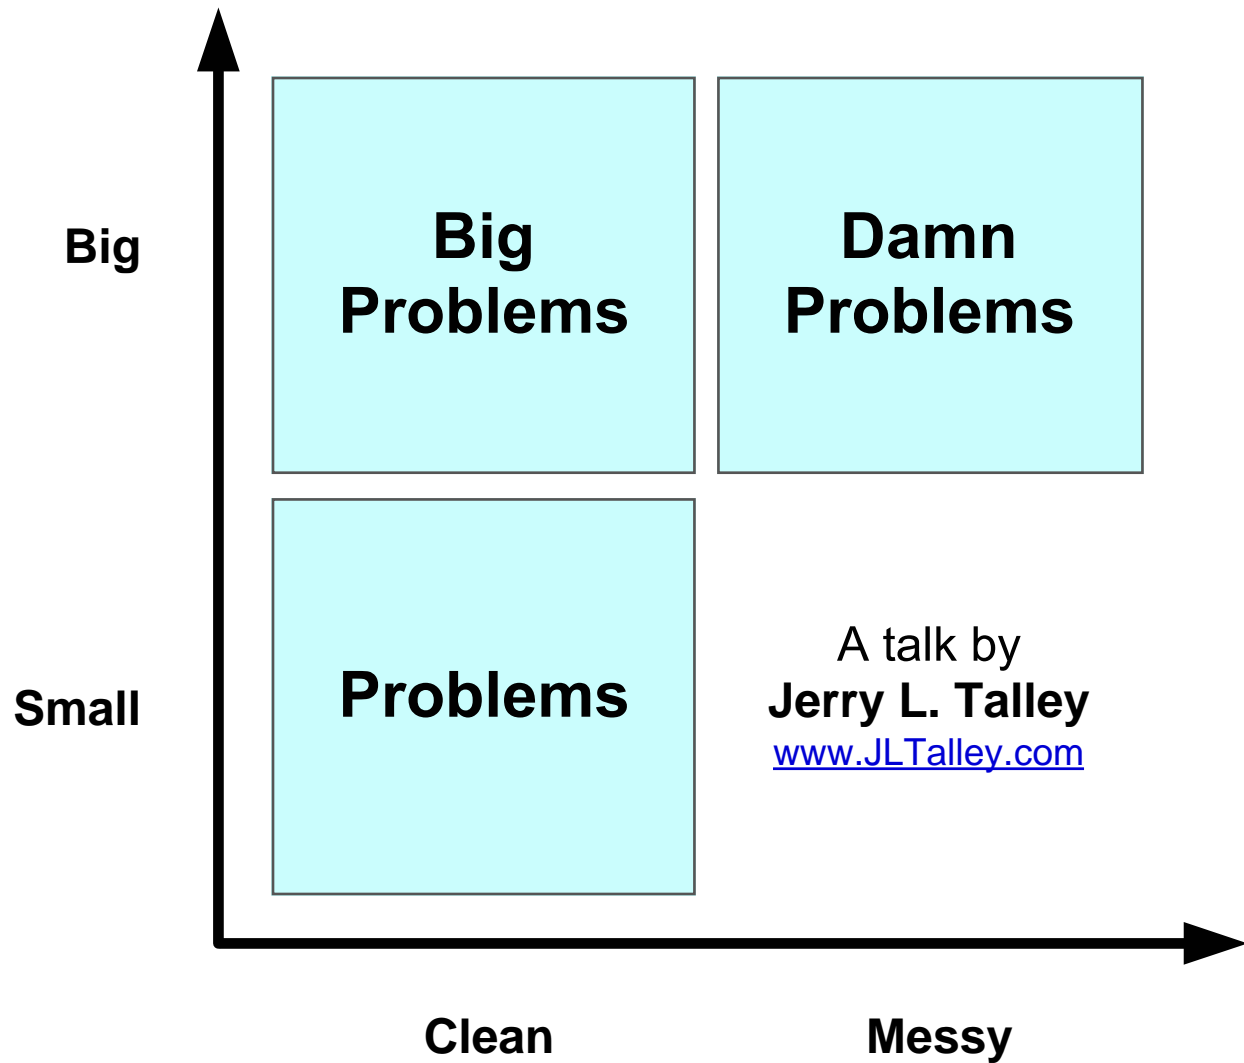 Big
Big
Problems
Damn
Problems
Small
Problems
A talk by
Jerry L. Talley
www.JLTalley.com
Clean
Messy